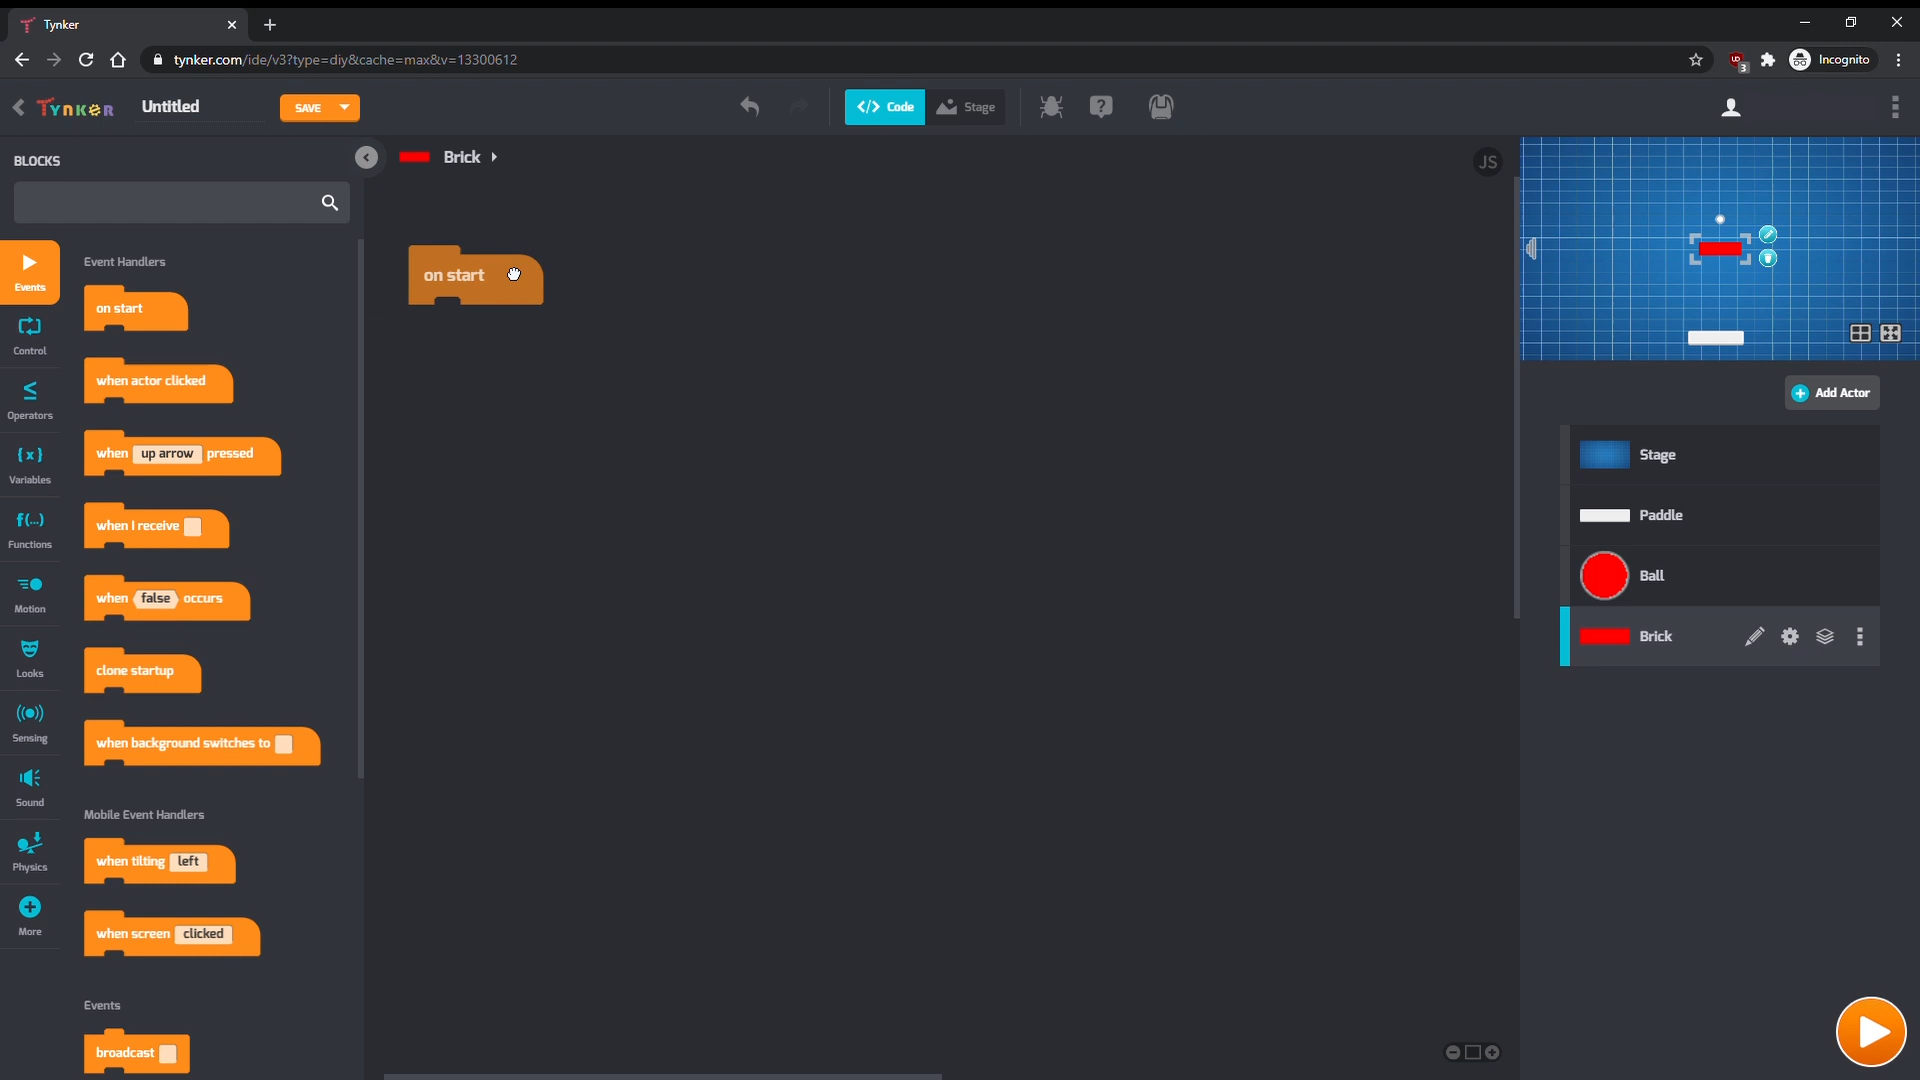 Tynker
tynker.com/ide/v3?type=diy&cache=max&v=13300612
3
Incognito
TYNKER
Untitled
SAVE
</> Code
Stage
BLOCKS
Brick
JS
Events
Control
Operators
Variables
Functions
Motion
Looks
Sensing
Sound
Physics
More
Event Handlers
on start
when actor clicked
when up arrow pressed
when I receive
when false occurs
clone startup
when background switches to
Mobile Event Handlers
when tilting left
when screen clicked
Events
broadcast
on start
Add Actor
Stage
Paddle
Ball
Brick